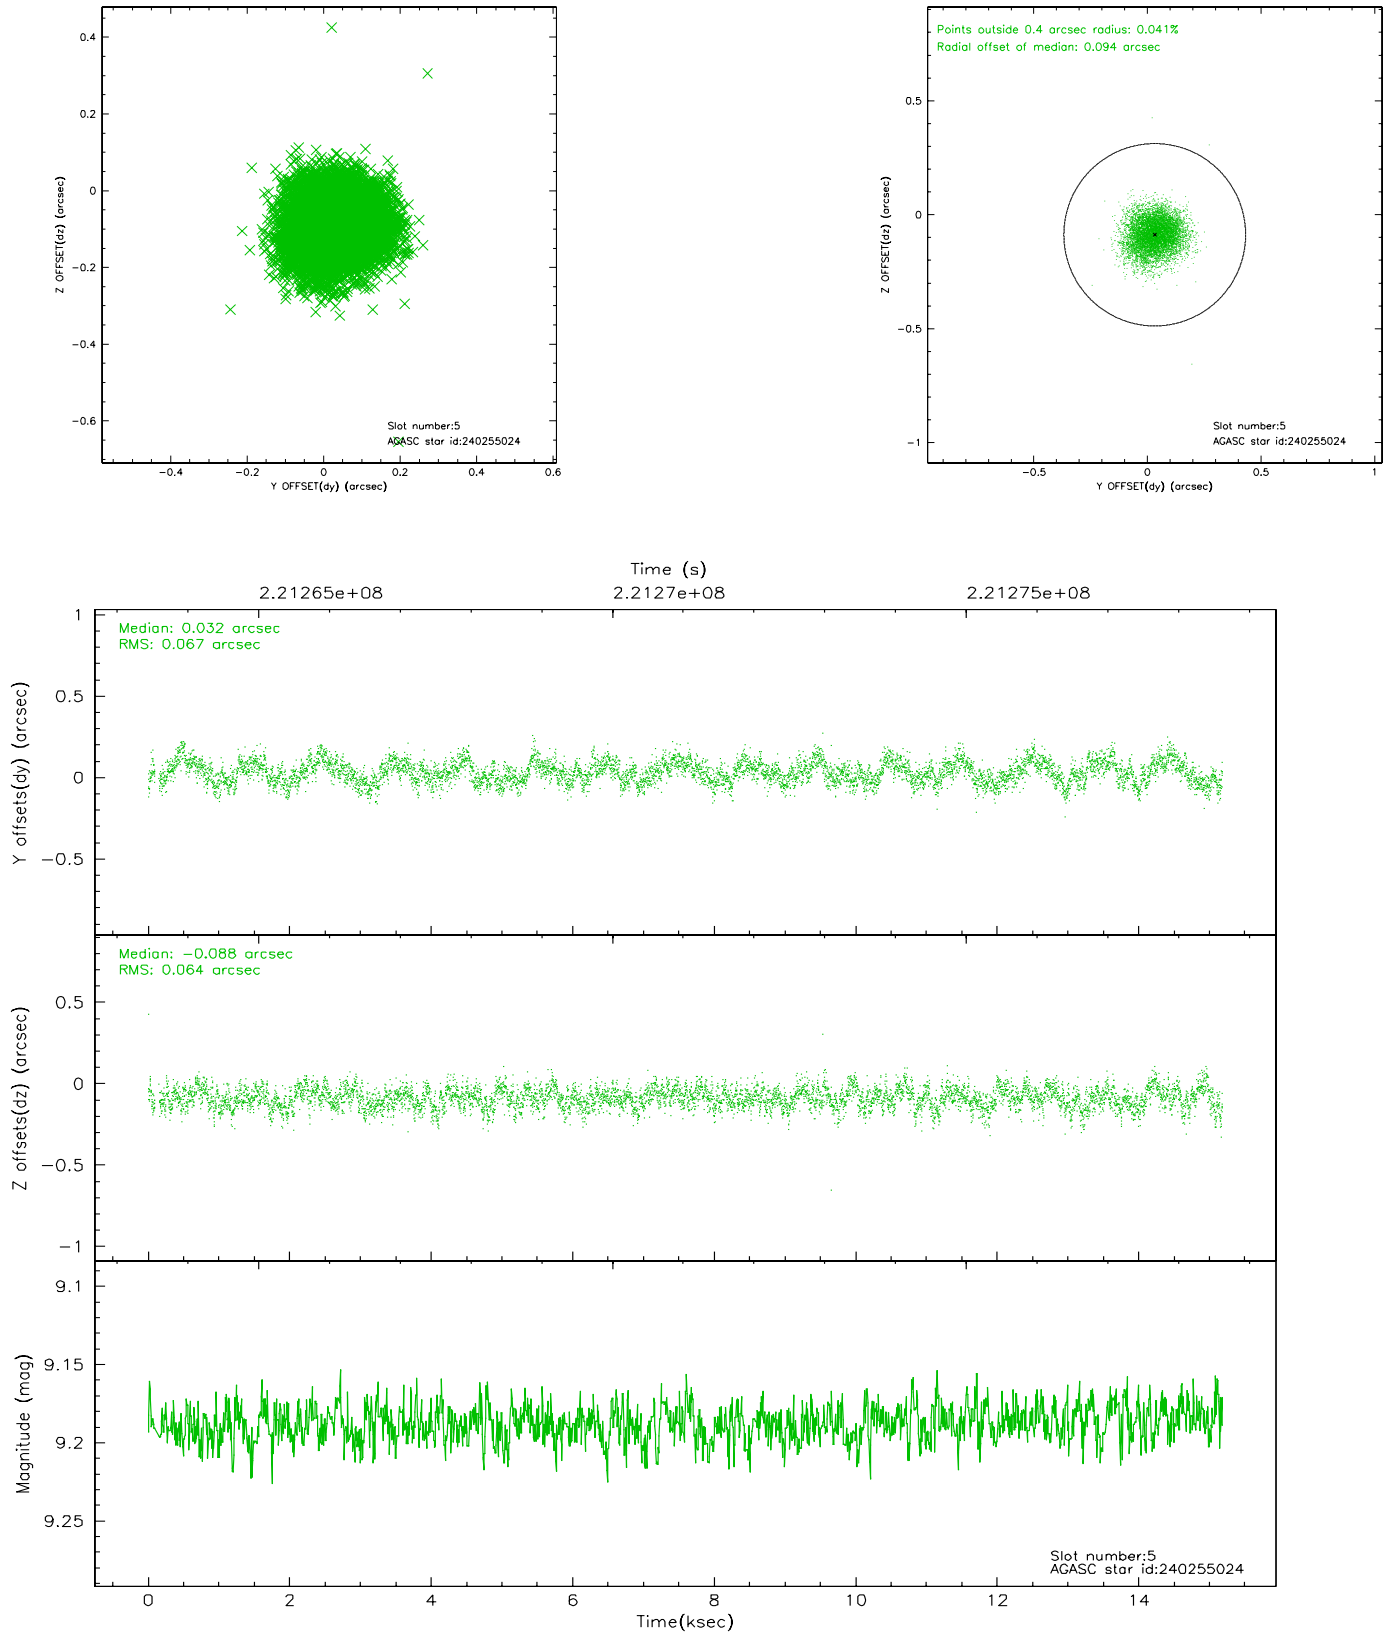 0.4
0.2
0
−0.2
−0.4
−0.6
Z OFFSET(dz) (arcsec)
Slot number:5
AGASC star id:240255024
−0.4 −0.2 0 0.2 0.4 0.6
Y OFFSET(dy) (arcsec)
Points outside 0.4 arcsec radius: 0.041%
Radial offset of median: 0.094 arcsec
0.5
0
−0.5
−1
Z OFFSET(dz) (arcsec)
Slot number:5
AGASC star id:240255024
−0.5 0 0.5 1
Y OFFSET(dy) (arcsec)
Time (s)
2.21265e+08 2.2127e+08 2.21275e+08
Median: 0.032 arcsec
RMS: 0.067 arcsec
1
0.5
0
−0.5
Y offsets(dy) (arcsec)
Median: −0.088 arcsec
RMS: 0.064 arcsec
0.5
0
−0.5
−1
Z offsets(dz) (arcsec)
9.1
9.15
9.2
9.25
Magnitude (mag)
Slot number:5
AGASC star id:240255024
0 2 4 6 8 10 12 14
Time(ksec)